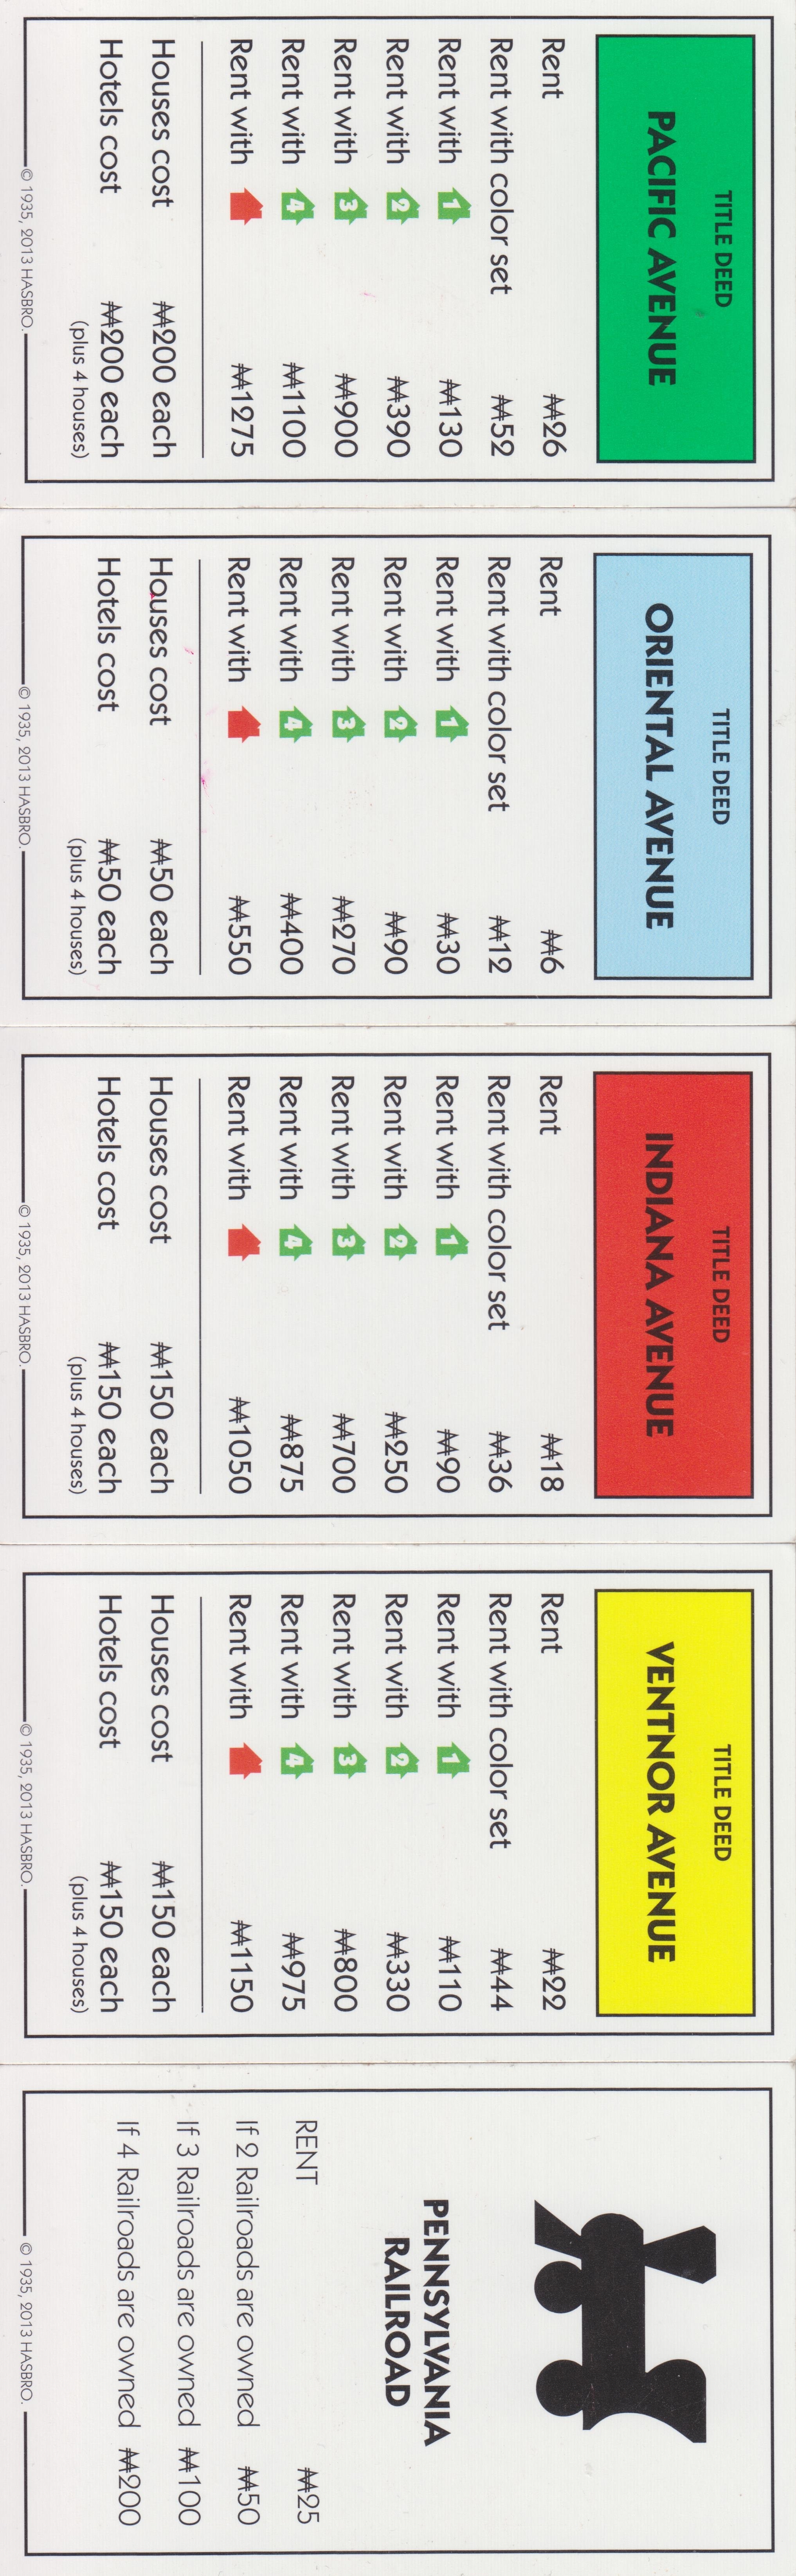 TITLE DEED
PACIFIC AVENUE
Rent ₩26
Rent with color set ₩52
Rent with 1 ₩130
Rent with 2 ₩390
Rent with 3 ₩900
Rent with 4 ₩1100
Rent with ₩1275
Houses cost ₩200 each
Hotels cost ₩200 each
(plus 4 houses)
© 1935, 2013 HASBRO.
TITLE DEED
ORIENTAL AVENUE
Rent ₩6
Rent with color set ₩12
Rent with 1 ₩30
Rent with 2 ₩90
Rent with 3 ₩270
Rent with 4 ₩400
Rent with ₩550
Houses cost ₩50 each
Hotels cost ₩50 each
(plus 4 houses)
© 1935, 2013 HASBRO.
TITLE DEED
INDIANA AVENUE
Rent ₩18
Rent with color set ₩36
Rent with 1 ₩90
Rent with 2 ₩250
Rent with 3 ₩700
Rent with 4 ₩875
Rent with ₩1050
Houses cost ₩150 each
Hotels cost ₩150 each
(plus 4 houses)
© 1935, 2013 HASBRO.
TITLE DEED
VENTNOR AVENUE
Rent ₩22
Rent with color set ₩44
Rent with 1 ₩110
Rent with 2 ₩330
Rent with 3 ₩800
Rent with 4 ₩975
Rent with ₩1150
Houses cost ₩150 each
Hotels cost ₩150 each
(plus 4 houses)
© 1935, 2013 HASBRO.
PENNSYLVANIA
RAILROAD
RENT ₩25
If 2 Railroads are owned ₩50
If 3 Railroads are owned ₩100
If 4 Railroads are owned ₩200
© 1935, 2013 HASBRO.